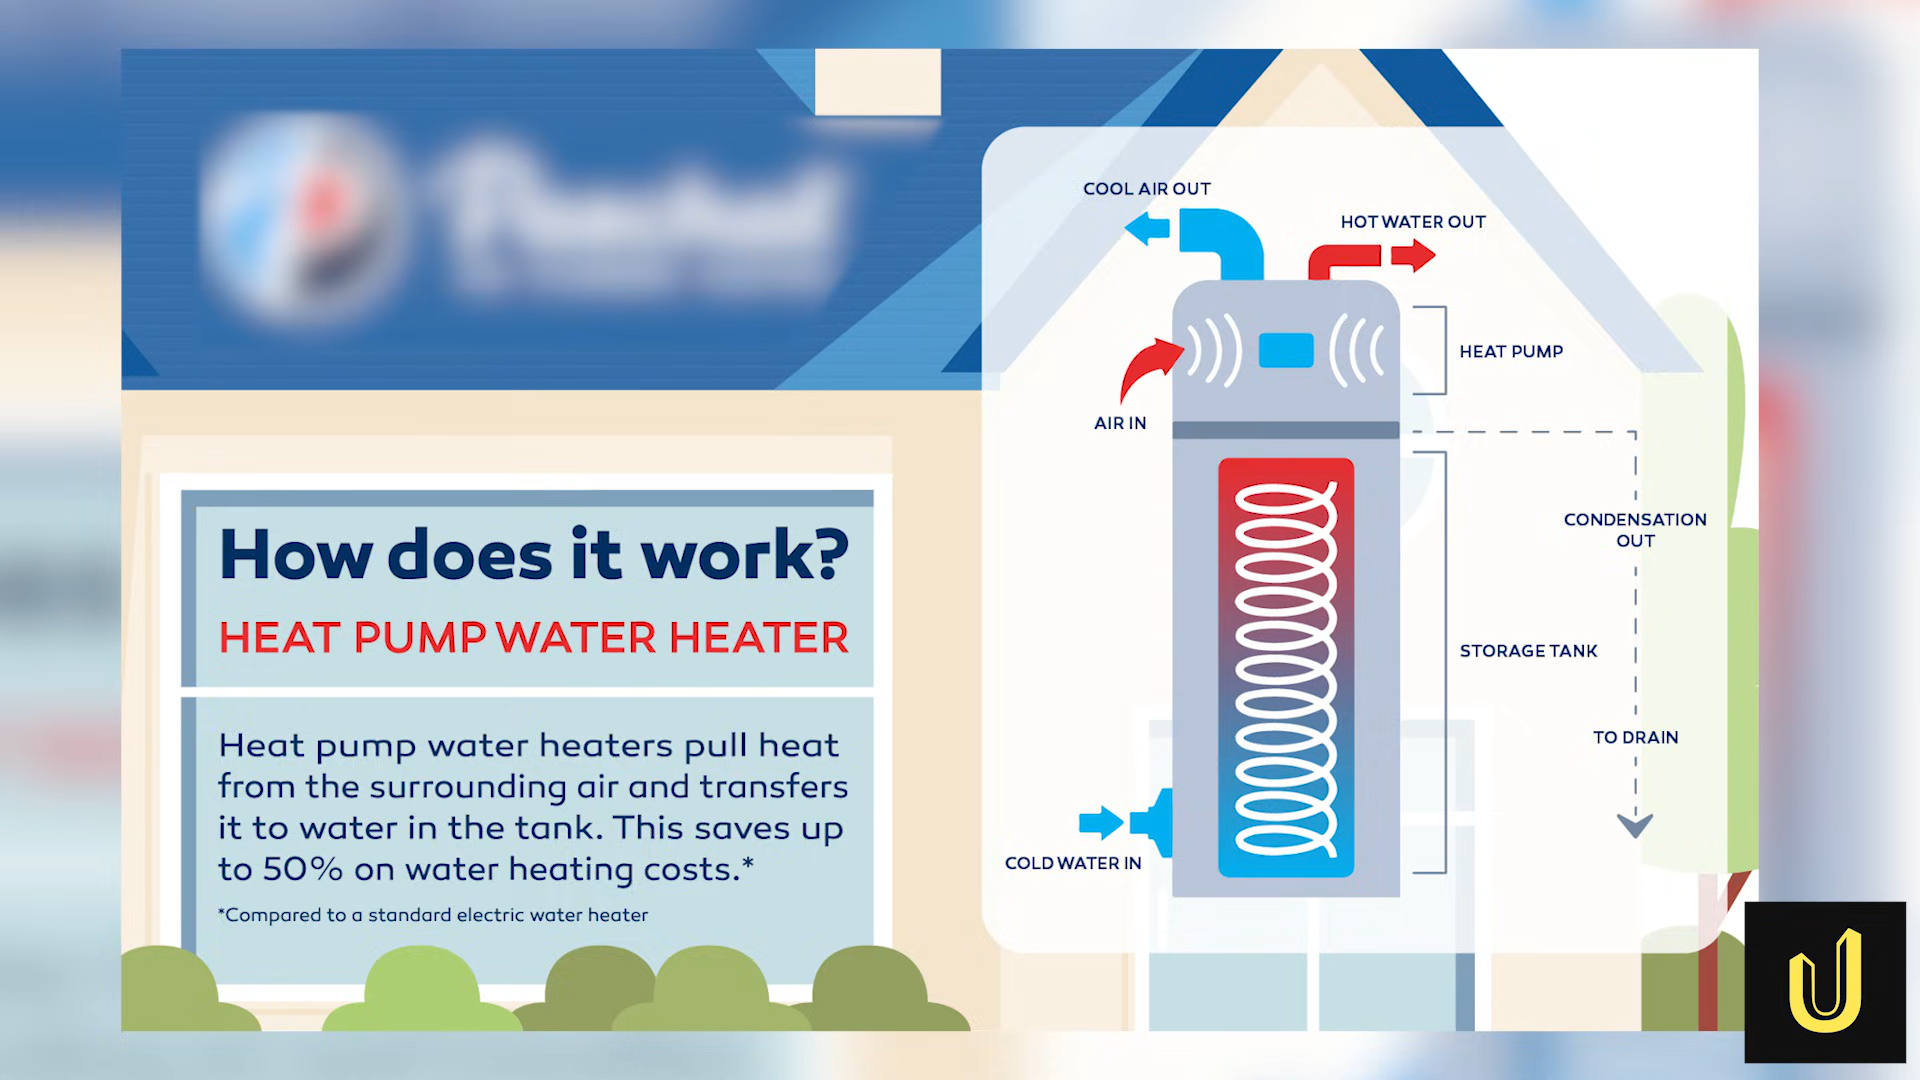 How does it work?
HEAT PUMP WATER HEATER
Heat pump water heaters pull heat
from the surrounding air and transfers
it to water in the tank. This saves up
to 50% on water heating costs.*
*Compared to a standard electric water heater
COOL AIR OUT
HOT WATER OUT
HEAT PUMP
AIR IN
CONDENSATION
OUT
STORAGE TANK
TO DRAIN
COLD WATER IN